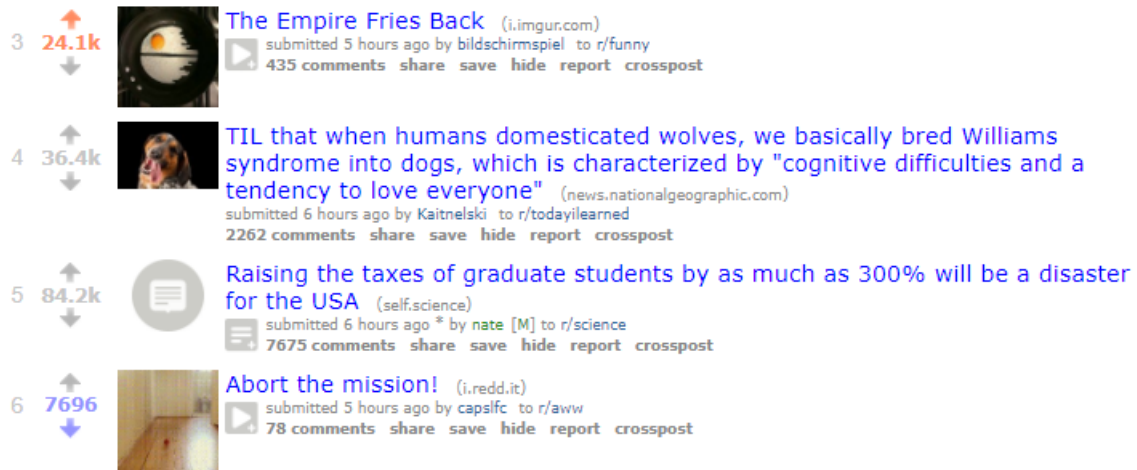 3 24.1k The Empire Fries Back (i.imgur.com)
submitted 5 hours ago by bildschirmspiel to r/funny
435 comments share save hide report crosspost
4 36.4k TIL that when humans domesticated wolves, we basically bred Williams
syndrome into dogs, which is characterized by "cognitive difficulties and a
tendency to love everyone" (news.nationalgeographic.com)
submitted 6 hours ago by Kaitnelski to r/todayilearned
2262 comments share save hide report crosspost
5 84.2k Raising the taxes of graduate students by as much as 300% will be a disaster
for the USA (self.science)
submitted 6 hours ago * by nate [M] to r/science
7675 comments share save hide report crosspost
6 7696 Abort the mission! (i.redd.it)
submitted 5 hours ago by capslfc to r/aww
78 comments share save hide report crosspost